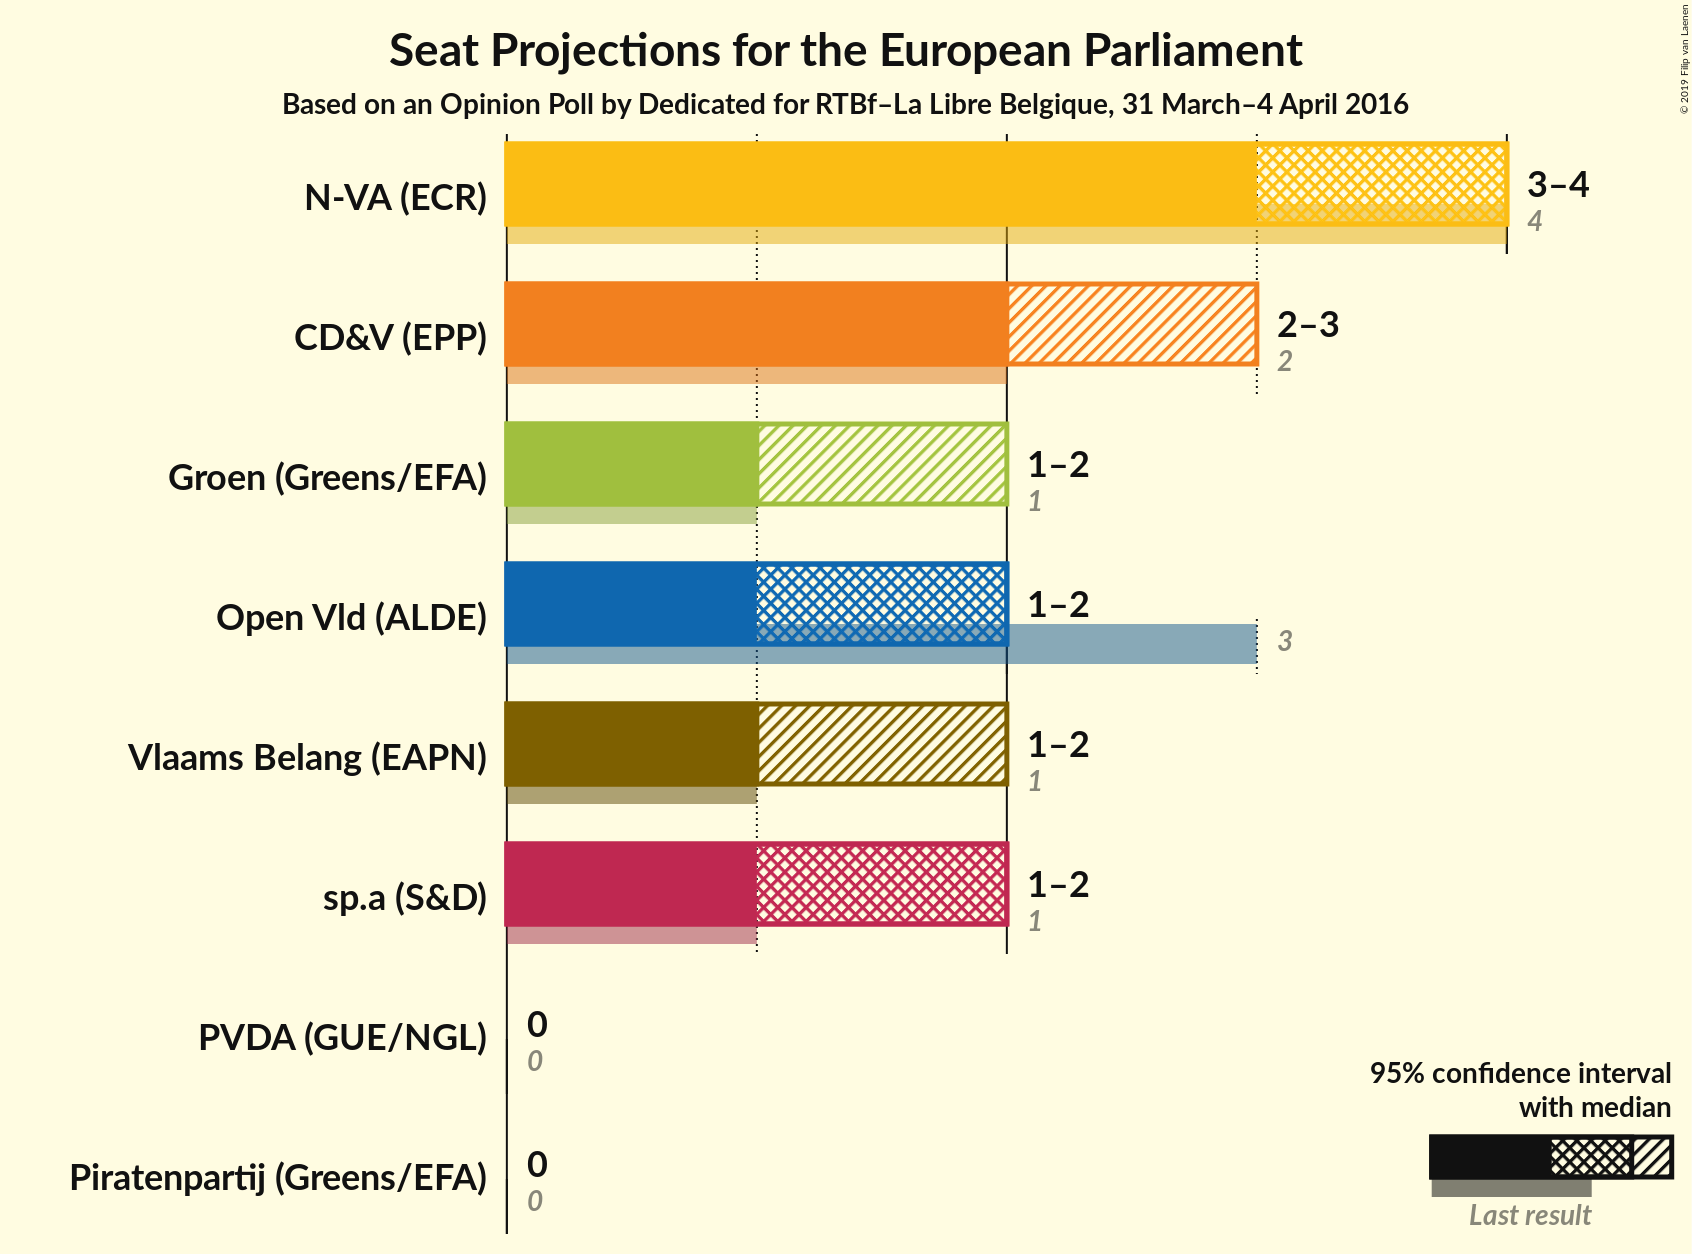 Seat Projections for the European Parliament
Based on an Opinion Poll by Dedicated for RTBf–La Libre Belgique, 31 March–4 April 2016
© 2019 Filip van Laenen
N-VA (ECR)
3–4
4
CD&V (EPP)
2–3
2
Groen (Greens/EFA)
1–2
1
Open Vld (ALDE)
1–2
3
Vlaams Belang (EAPN)
1–2
1
sp.a (S&D)
1–2
1
PVDA (GUE/NGL)
0
0
Piratenpartij (Greens/EFA)
0
0
95% confidence interval
with median
Last result